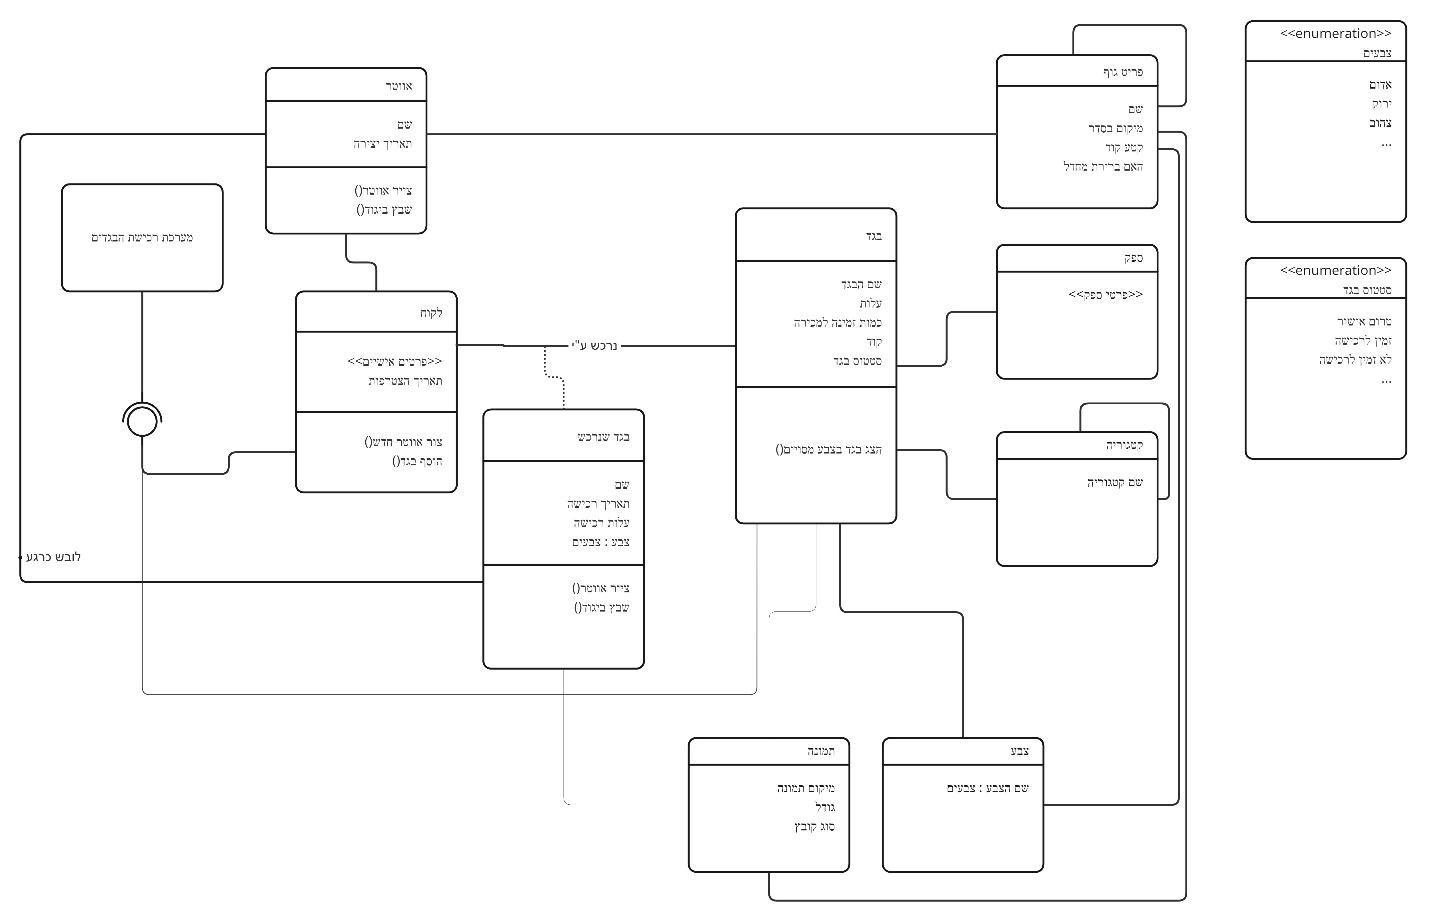 <<enumeration>>
צבעים
אדום
ירוק
צהוב
...
<<enumeration>>
סטטוס בגד
טרום אישור
זמין לרכישה
לא זמין לרכישה
...
פריט גוף
שם
מיקום בסדר
קטע קוד
האם ברירת מחדל
ספק
<<פרטי ספק>>
קטגוריה
שם קטגוריה
בגד
שם הבגד
עלות
כמות זמינה למכירה
קוד
סטטוס בגד
הצג בגד בצבע מסויים()
צבע
שם הצבע : צבעים
תמונה
מיקום תמונה
גודל
סוג קובץ
נרכש ע"י
בגד שנרכש
שם
תאריך רכישה
עלות רכישה
צבע : צבעים
צייר אווטר()
שבץ ביגוד()
אווטר
שם
תאריך יצירה
צייר אווטר()
שבץ ביגוד()
לקוח
<<פרטים אישיים>>
תאריך הצטרפות
צור אווטר חדש()
הוסף בגד()
מערכת רכישת הבגדים
לובש כרגע